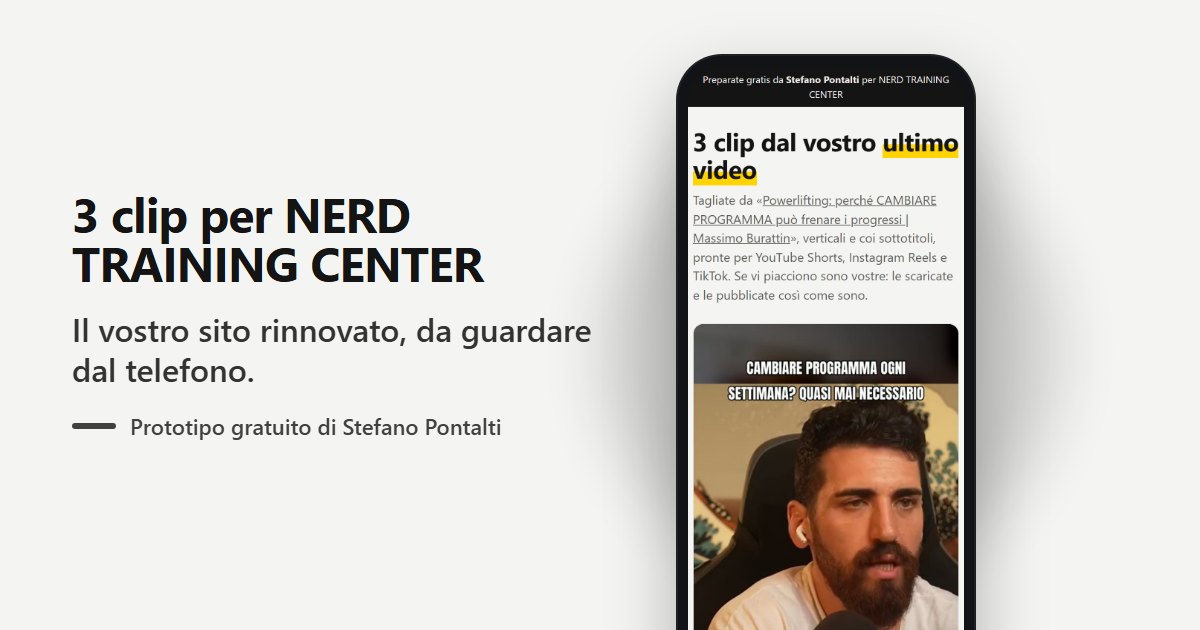 3 clip per NERD
TRAINING CENTER
Il vostro sito rinnovato, da guardare
dal telefono.
Prototipo gratuito di Stefano Pontalti
Preparate gratis da Stefano Pontalti per NERD TRAINING
CENTER
3 clip dal vostro ultimo
video
Tagliate da «Powerlifting: perché CAMBIARE
PROGRAMMA può frenare i progressi |
Massimo Burattin», verticali e coi sottotitoli,
pronte per YouTube Shorts, Instagram Reels e
TikTok. Se vi piacciono sono vostre: le scaricate
e le pubblicate così come sono.
CAMBIARE PROGRAMMA OGNI
SETTIMANA? QUASI MAI NECESSARIO